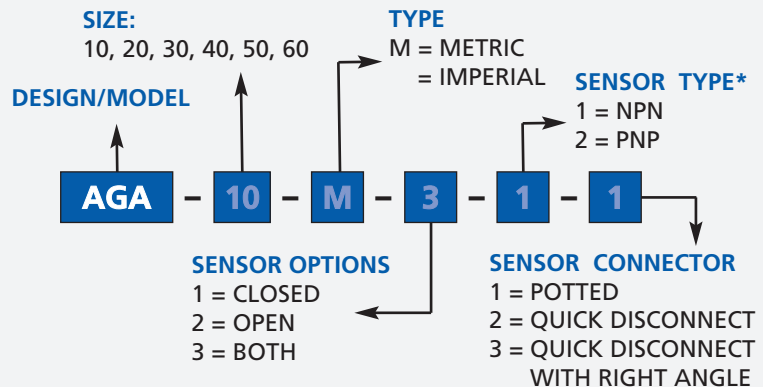 SIZE:
10, 20, 30, 40, 50, 60
TYPE
M = METRIC
= IMPERIAL
DESIGN/MODEL
SENSOR TYPE*
1 = NPN
2 = PNP
AGA - 10 - M - 3 - 1 - 1
SENSOR OPTIONS
1 = CLOSED
2 = OPEN
3 = BOTH
SENSOR CONNECTOR
1 = POTTED
2 = QUICK DISCONNECT
3 = QUICK DISCONNECT
WITH RIGHT ANGLE